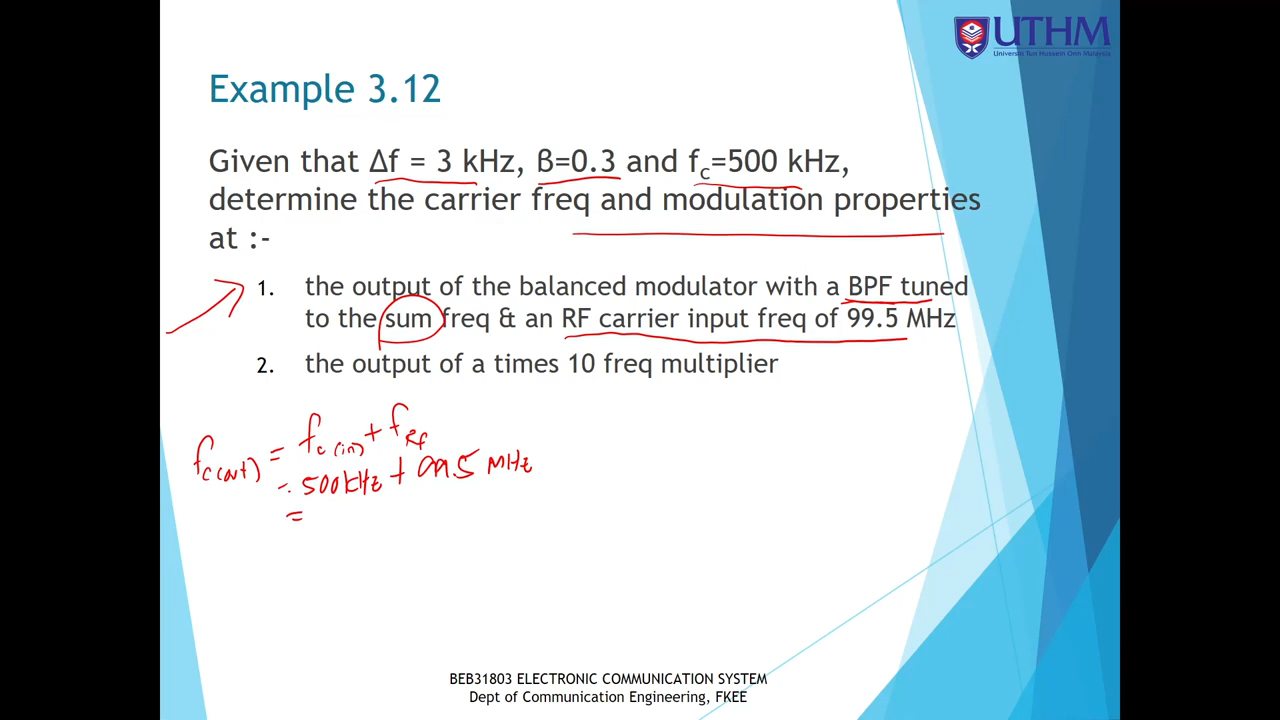 UTHM
Universiti Tun Hussein Onn Malaysia
Example 3.12
Given that Δf = 3 kHz, β=0.3 and fc=500 kHz,
determine the carrier freq and modulation properties
at :-
1. the output of the balanced modulator with a BPF tuned
to the sum freq & an RF carrier input freq of 99.5 MHz
2. the output of a times 10 freq multiplier
fc(out) = fc(in) + fRf
= 500kHz + 99.5 MHz
=
BEB31803 ELECTRONIC COMMUNICATION SYSTEM
Dept of Communication Engineering, FKEE